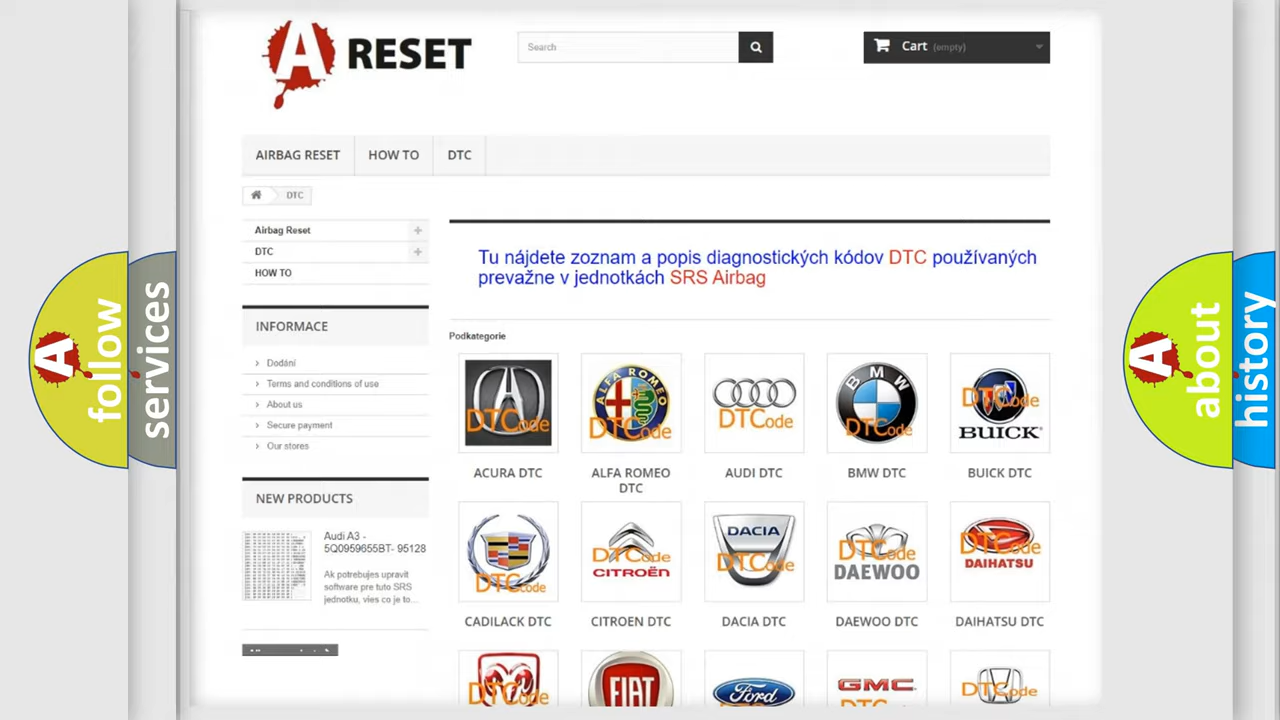 A RESET
Search
Cart (empty)
AIRBAG RESET
HOW TO
DTC
DTC
Airbag Reset
DTC
HOW TO
INFORMACE
Dodání
Terms and conditions of use
About us
Secure payment
Our stores
NEW PRODUCTS
Audi A3 -
5Q0959655BT- 95128
Ak potrebujes upravit
software pre tuto SRS
jednotku, vies co je to...
Tu nájdete zoznam a popis diagnostických kódov DTC používaných
prevažne v jednotkách SRS Airbag
Podkategorie
DTCode
ALFA ROMEO
DTCode
DTCode
BMW
DTCode
DTCode
BUICK
ACURA DTC
ALFA ROMEO
DTC
AUDI DTC
BMW DTC
BUICK DTC
DTCode
DTCode
CITROËN
DACIA
DTCode
DTCode
DAEWOO
DTCode
DAIHATSU
CADILACK DTC
CITROEN DTC
DACIA DTC
DAEWOO DTC
DAIHATSU DTC
DTCode
FIAT
Ford
GMC
DTCode
A follow
services
A about
history